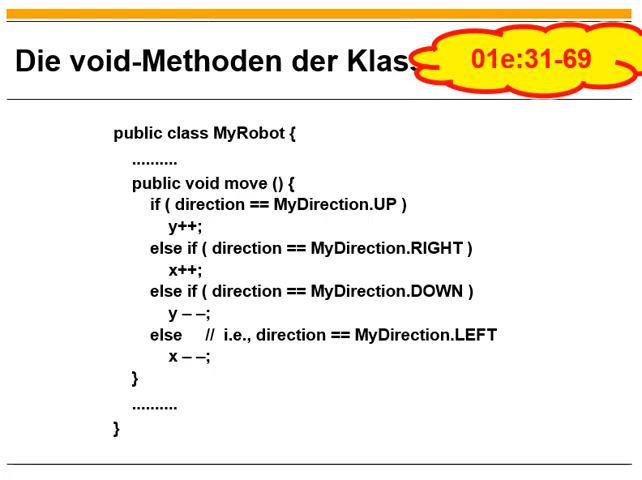 Die void-Methoden der Klass
01e:31-69
public class MyRobot {
..........
public void move () {
if ( direction == MyDirection.UP )
y++;
else if ( direction == MyDirection.RIGHT )
x++;
else if ( direction == MyDirection.DOWN )
y – –;
else // i.e., direction == MyDirection.LEFT
x – –;
}
..........
}